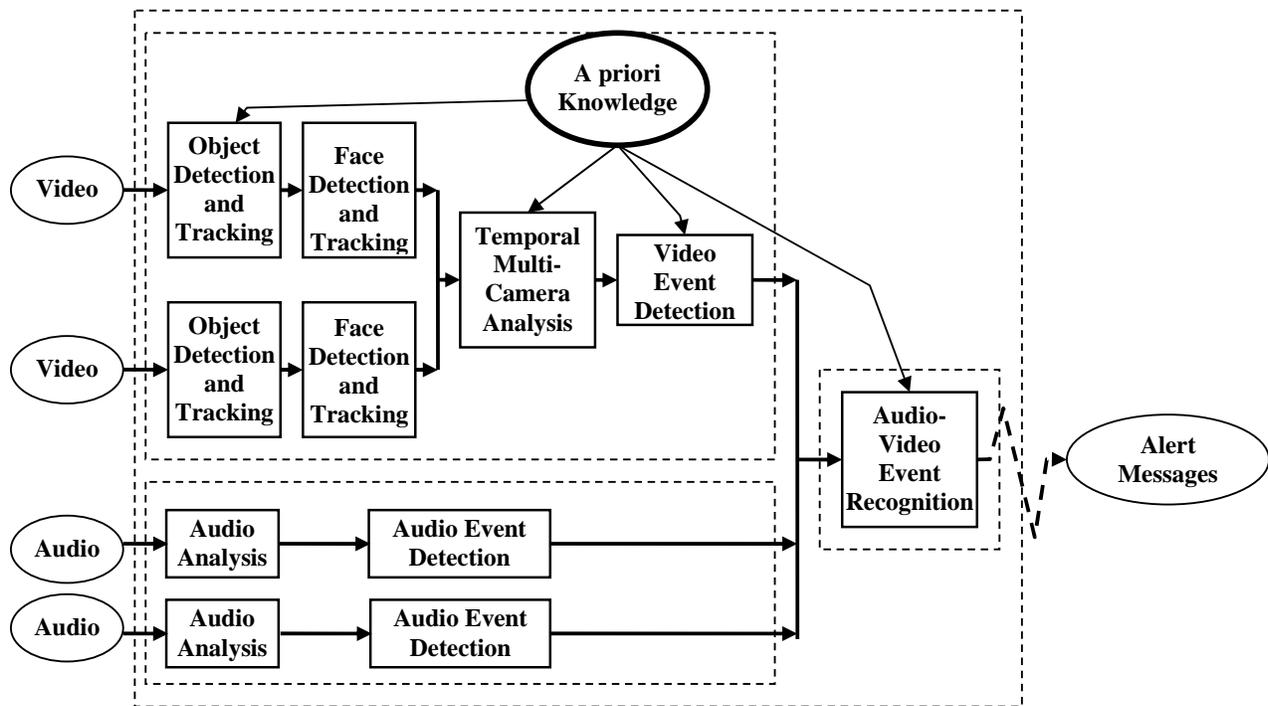 A priori
Knowledge
Video
Object
Detection
and
Tracking
Face
Detection
and
Tracking
Temporal
Multi-
Camera
Analysis
Video
Event
Detection
Video
Object
Detection
and
Tracking
Face
Detection
and
Tracking
Audio-
Video
Event
Recognition
Alert
Messages
Audio
Audio
Analysis
Audio Event
Detection
Audio
Audio
Analysis
Audio Event
Detection